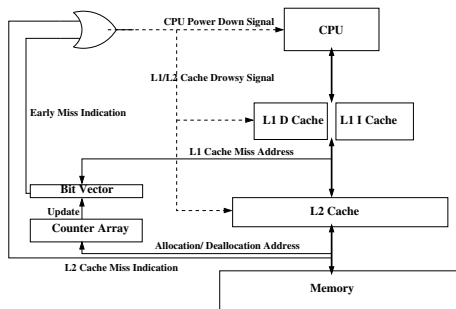 CPU Power Down Signal
CPU
L1/L2 Cache Drowsy Signal
Early Miss Indication
L1 D Cache
L1 I Cache
L1 Cache Miss Address
Bit Vector
Update
L2 Cache
Counter Array
Allocation/ Deallocation Address
L2 Cache Miss Indication
Memory